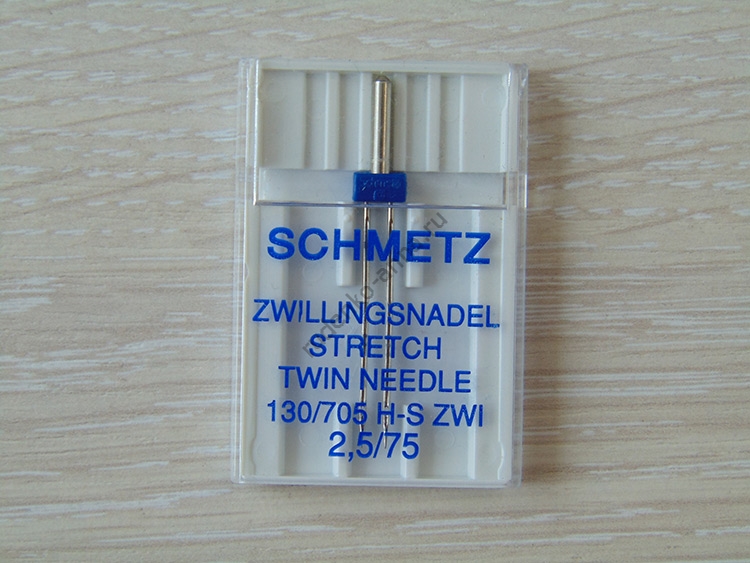 SCHMETZ
ZWILLINGSNADEL
STRETCH
TWIN NEEDLE
130/705 H-S ZWI
2,5/75